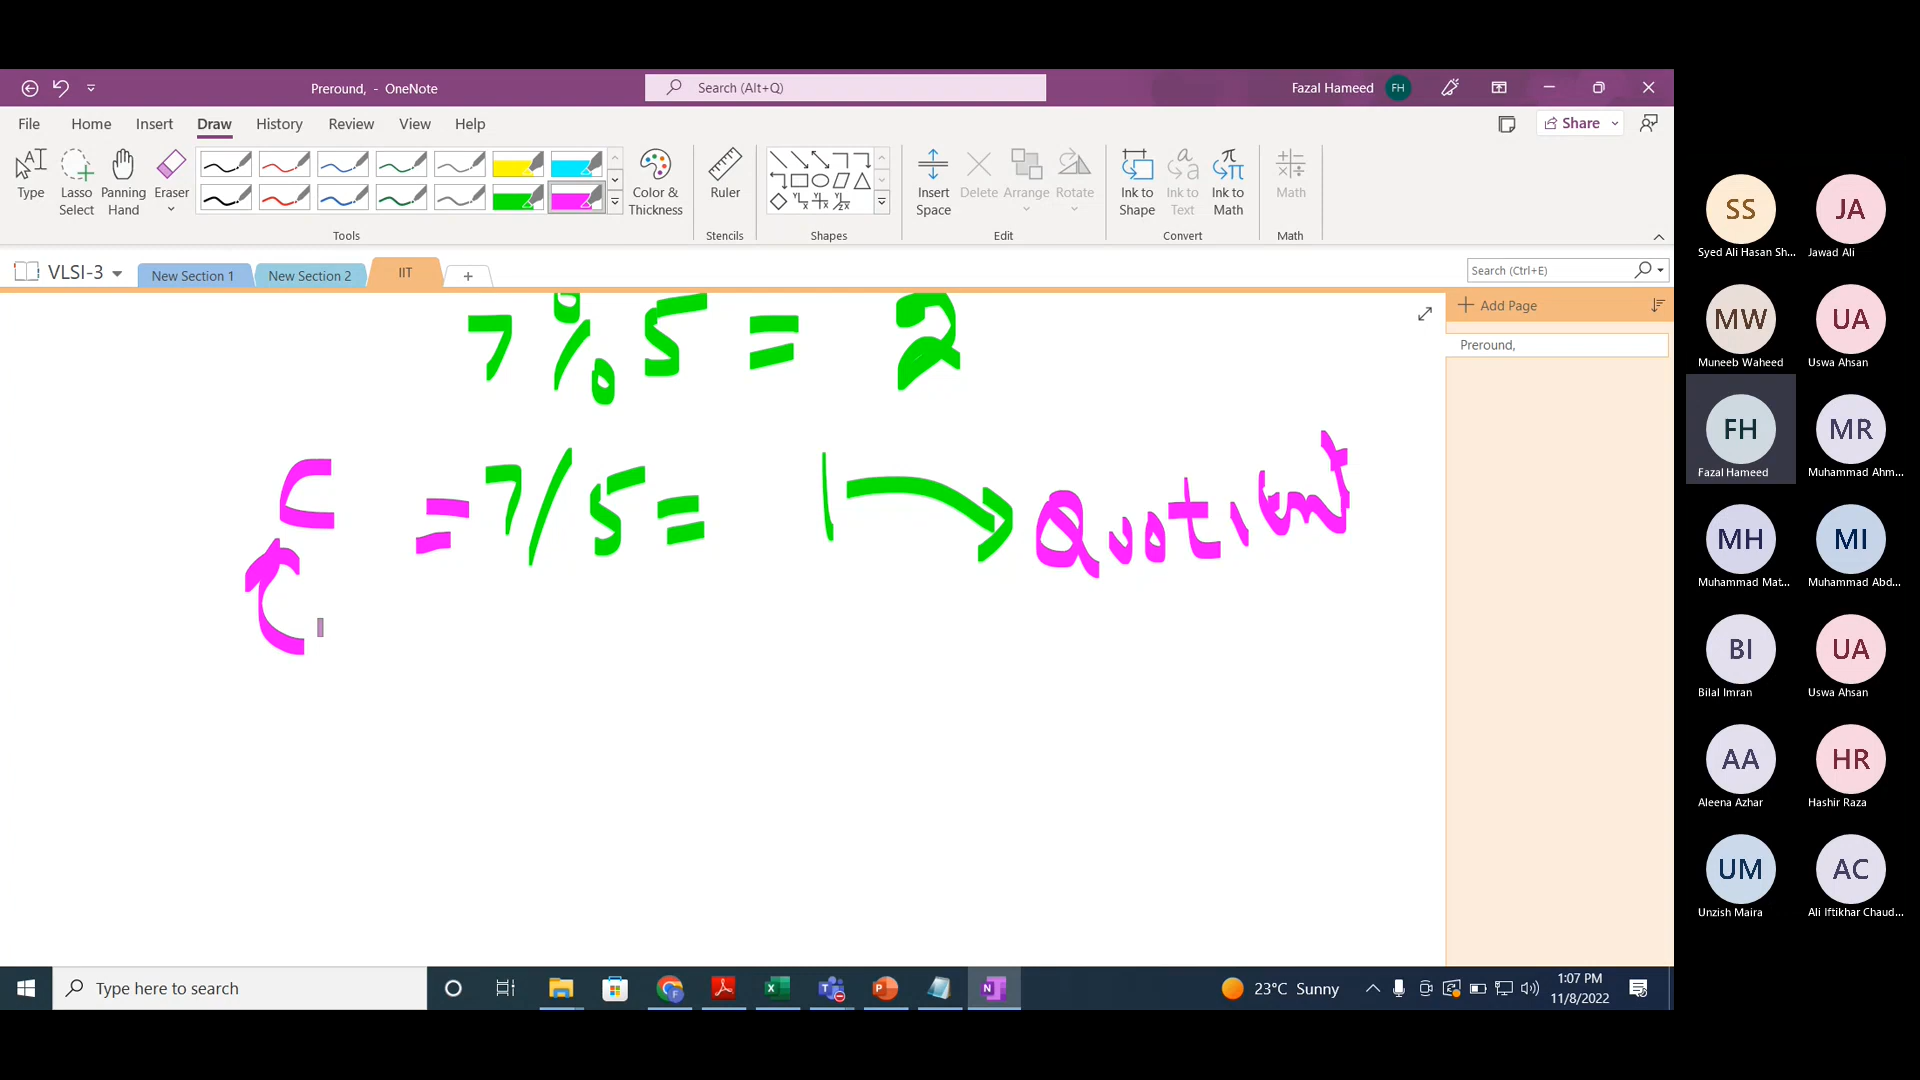 Preround, - OneNote
Search (Alt+Q)
Fazal Hameed FH
File Home Insert Draw History Review View Help
Share
Type
Lasso Select
Panning Hand
Eraser
Color & Thickness
Ruler
Insert Space
Delete
Arrange
Rotate
Ink to Shape
Ink to Text
Ink to Math
Math
Tools
Stencils
Shapes
Edit
Convert
Math
VLSI-3
New Section 1
New Section 2
IIT
Search (Ctrl+E)
Add Page
Preround,
7 % 5 = 2
C = 7/5 = 1 Quotient
SS
Syed Ali Hasan Sh...
JA
Jawad Ali
MW
Muneeb Waheed
UA
Uswa Ahsan
FH
Fazal Hameed
MR
Muhammad Ahm...
MH
Muhammad Mat...
MI
Muhammad Abd...
BI
Bilal Imran
UA
Uswa Ahsan
AA
Aleena Azhar
HR
Hashir Raza
UM
Unzish Maira
AC
Ali Iftikhar Chaud...
Type here to search
23°C Sunny
1:07 PM
11/8/2022